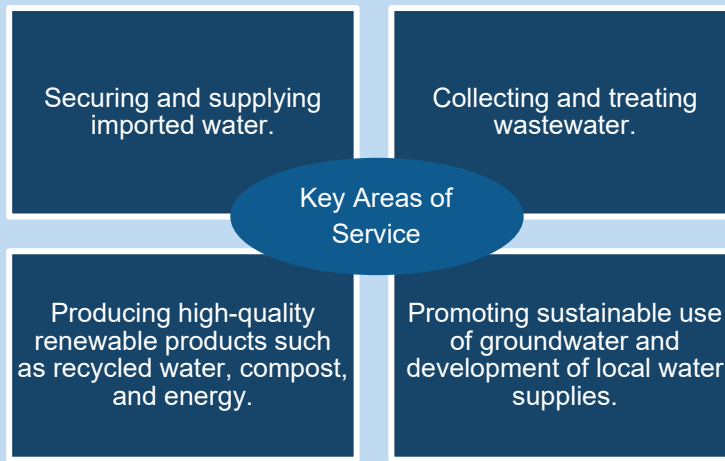 Securing and supplying
imported water.
Collecting and treating
wastewater.
Key Areas of
Service
Producing high-quality
renewable products such
as recycled water, compost,
and energy.
Promoting sustainable use
of groundwater and
development of local water
supplies.